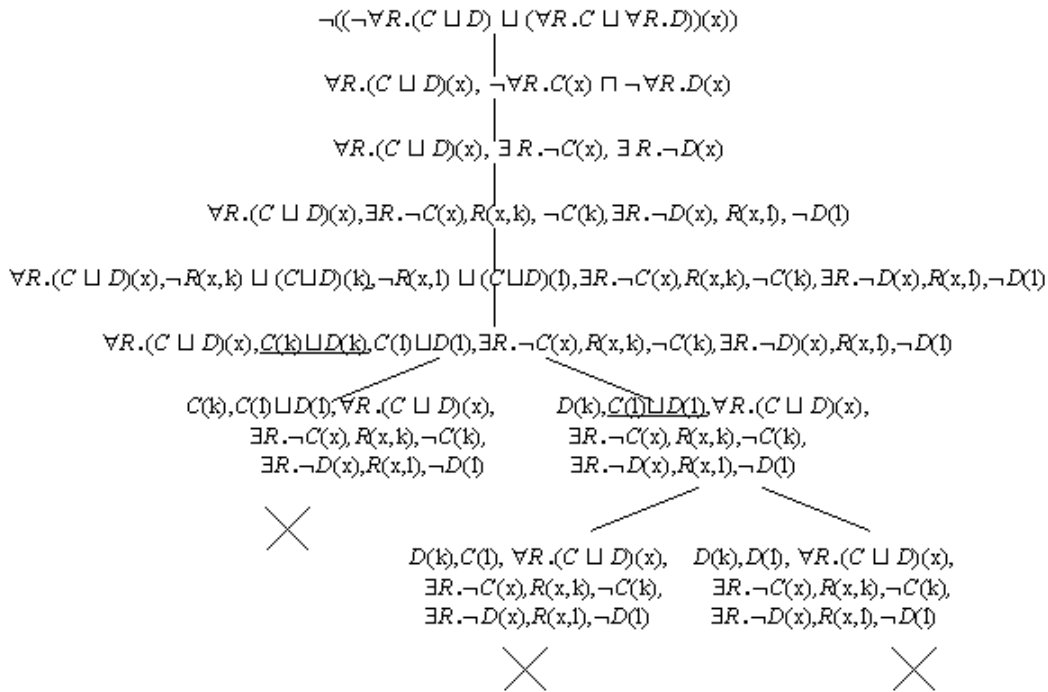 ¬((¬∀R.(C ⊔ D) ⊔ (∀R.C ⊔ ∀R.D))(x))
∀R.(C ⊔ D)(x), ¬∀R.C(x) ⊓ ¬∀R.D(x)
∀R.(C ⊔ D)(x), ∃R.¬C(x), ∃R.¬D(x)
∀R.(C ⊔ D)(x),∃R.¬C(x),R(x,k), ¬C(k),∃R.¬D(x), R(x,l), ¬D(l)
∀R.(C ⊔ D)(x),¬R(x,k) ⊔ (C⊔D)(k),¬R(x,l) ⊔ (C⊔D)(l),∃R.¬C(x),R(x,k),¬C(k),∃R.¬D(x),R(x,l),¬D(l)
∀R.(C ⊔ D)(x),C(k)⊔D(k),C(l)⊔D(l),∃R.¬C(x),R(x,k),¬C(k),∃R.¬D)(x),R(x,l),¬D(l)
C(k),C(l)⊔D(l),∀R.(C ⊔ D)(x),
∃R.¬C(x),R(x,k),¬C(k),
∃R.¬D(x),R(x,l),¬D(l)
D(k),C(l)⊔D(l),∀R.(C ⊔ D)(x),
∃R.¬C(x),R(x,k),¬C(k),
∃R.¬D(x),R(x,l),¬D(l)
D(k),C(l), ∀R.(C ⊔ D)(x),
∃R.¬C(x),R(x,k),¬C(k),
∃R.¬D(x),R(x,l),¬D(l)
D(k),D(l), ∀R.(C ⊔ D)(x),
∃R.¬C(x),R(x,k),¬C(k),
∃R.¬D(x),R(x,l),¬D(l)